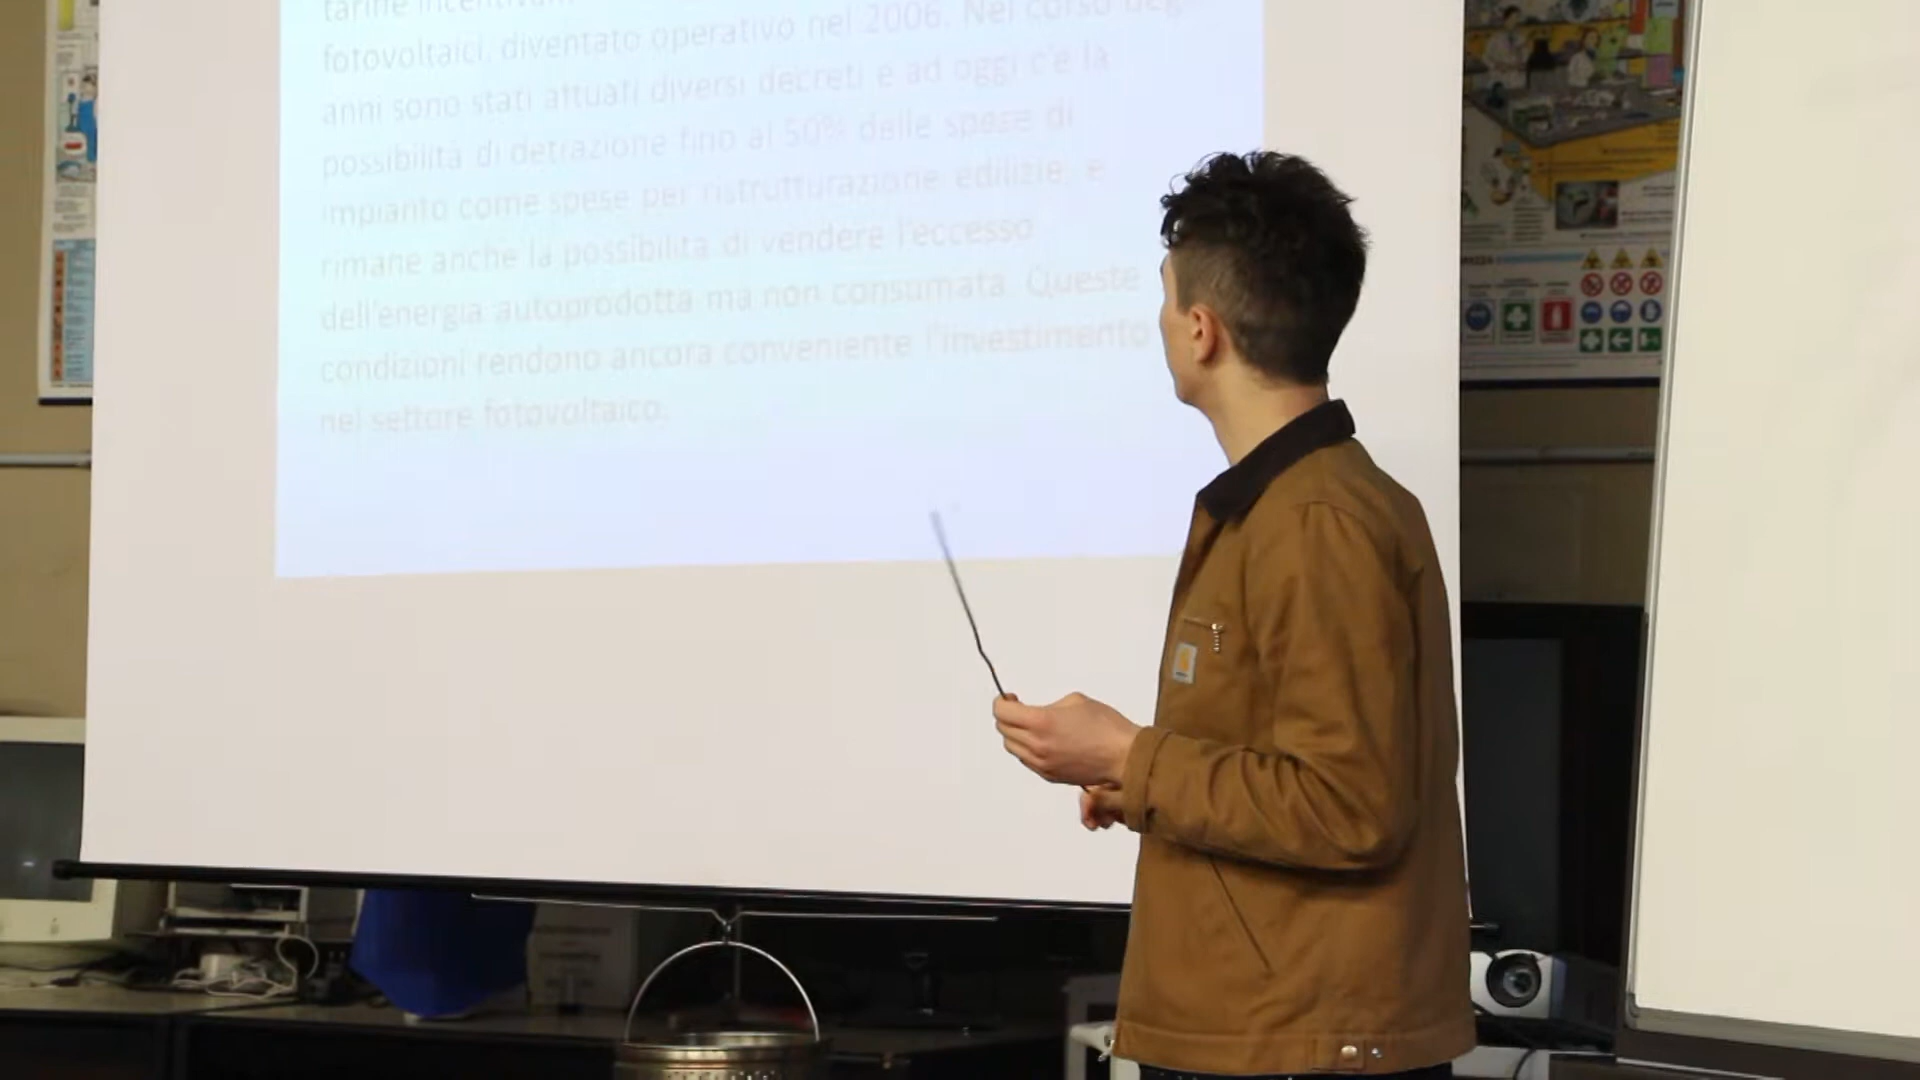 tariffe incentivanti
fotovoltaici, diventato operativo nel 2006. Nel corso degli
anni sono stati attuati diversi decreti e ad oggi c'è la
possibilità di detrazione fino al 50% delle spese di
impianto come spese per ristrutturazione edilizie, e
rimane anche la possibilità di vendere l'eccesso
dell'energia autoprodotta ma non consumata. Queste
condizioni rendono ancora conveniente l'investimento
nel settore fotovoltaico.